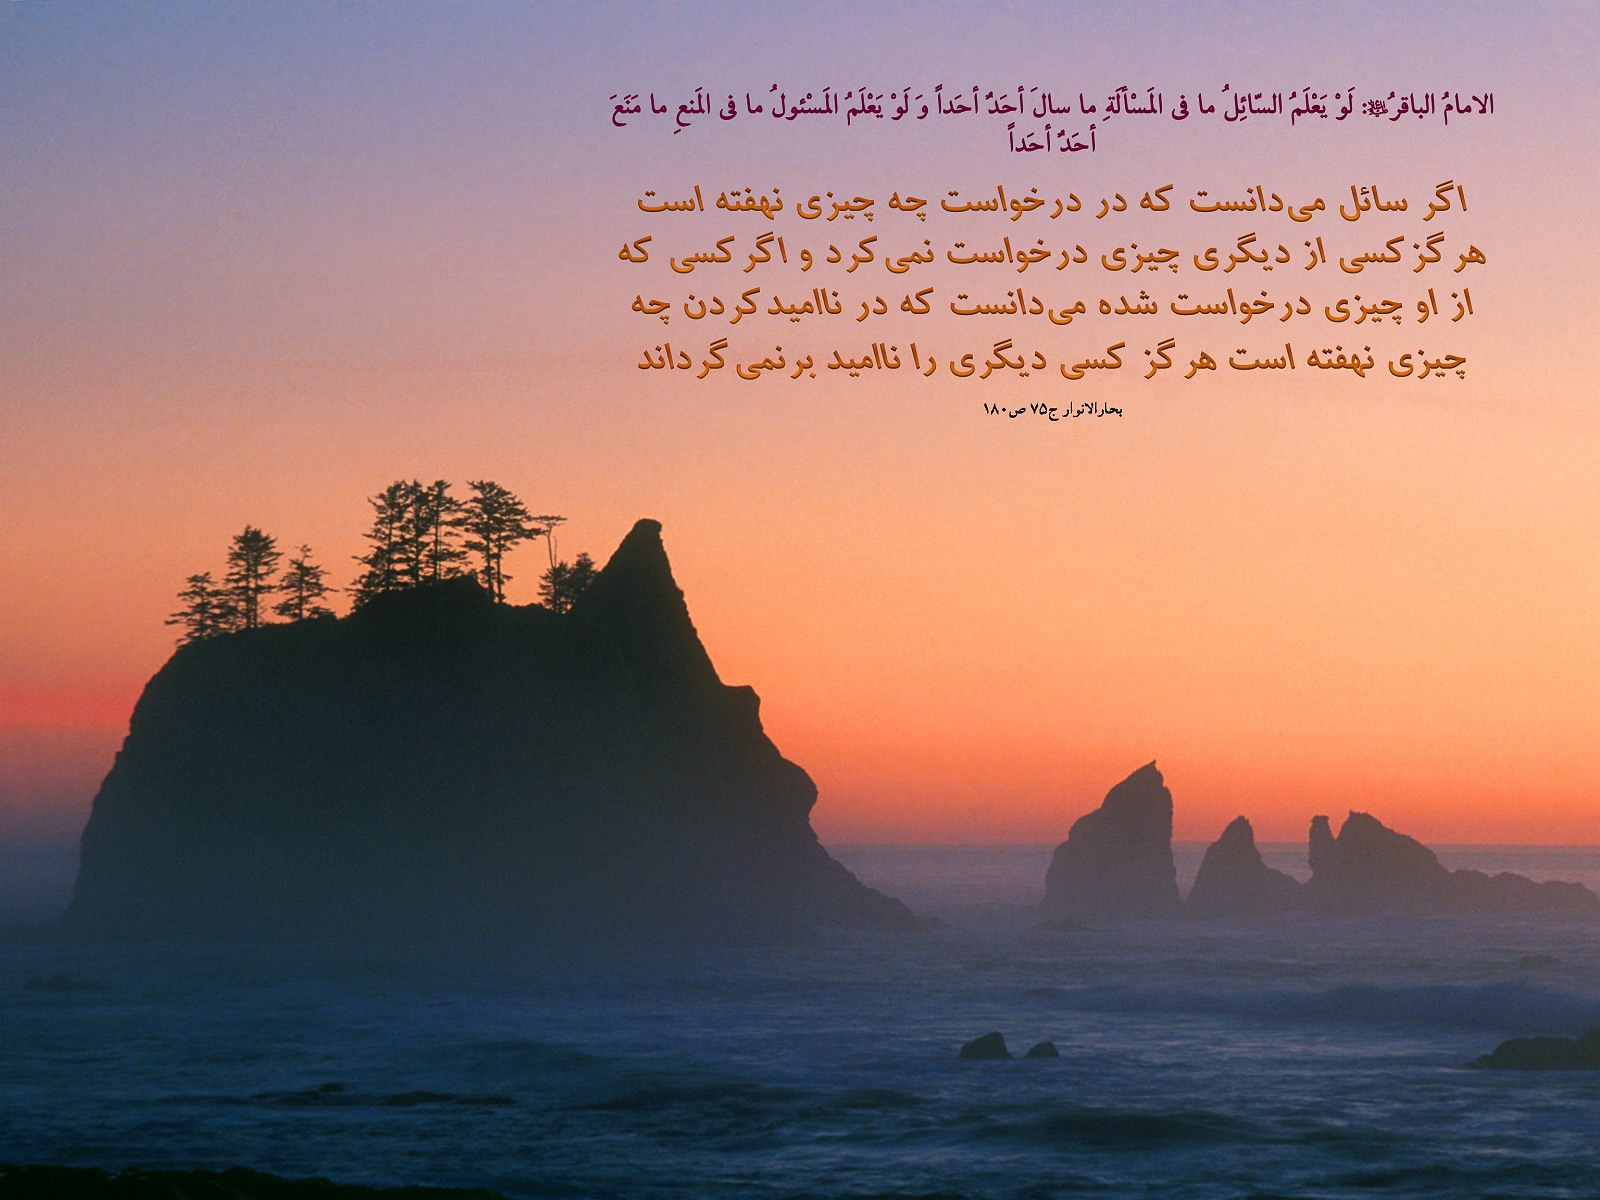 الامامُ الباقرُ﷣: لَوْ يَعْلَمُ السّائِلُ ما فی المَسْألَةِ ما سالَ أحَدٌ أحَداً وَ لَوْ یَعْلَمُ المَسْئولُ ما فی المَنعِ ما مَنَعَ
أحَدٌ أحَداً
اگر سائل می‌دانست که در درخواست چه چیزی نهفته است
هرگز کسی از دیگری چیزی درخواست نمی‌کرد و اگر کسی که
از او چیزی درخواست شده می‌دانست که در ناامید کردن چه
چیزی نهفته است هرگز کسی دیگری را ناامید برنمی‌گرداند
بحارالانوار ج۷۵ ص۱۸۰